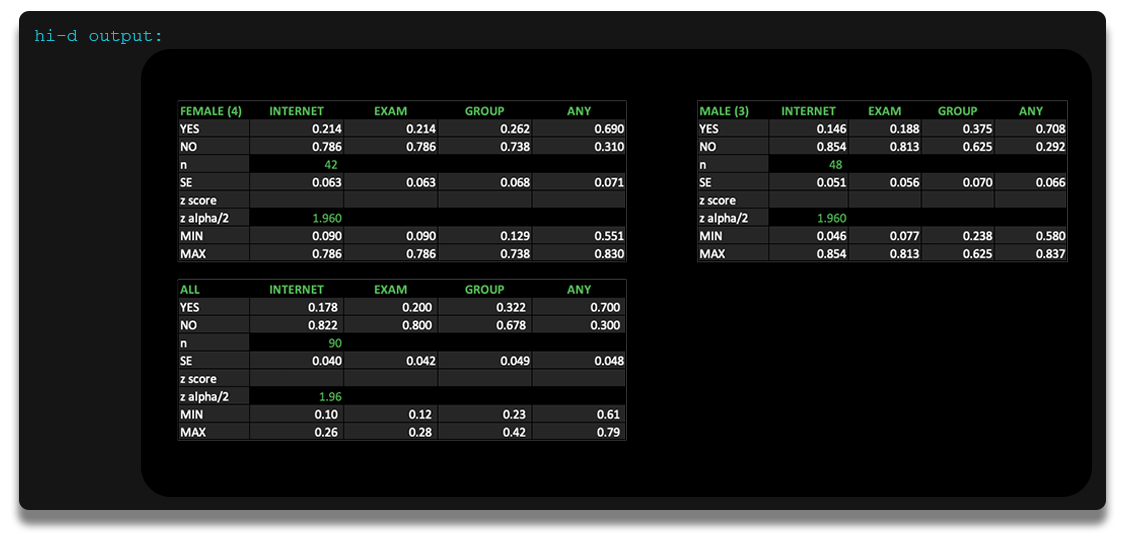 hi-d output:
FEMALE (4) INTERNET EXAM GROUP ANY
YES 0.214 0.214 0.262 0.690
NO 0.786 0.786 0.738 0.310
n 42
SE 0.063 0.063 0.068 0.071
z score
z alpha/2 1.960
MIN 0.090 0.090 0.129 0.551
MAX 0.786 0.786 0.738 0.830
MALE (3) INTERNET EXAM GROUP ANY
YES 0.146 0.188 0.375 0.708
NO 0.854 0.813 0.625 0.292
n 48
SE 0.051 0.056 0.070 0.066
z score
z alpha/2 1.960
MIN 0.046 0.077 0.238 0.580
MAX 0.854 0.813 0.625 0.837
ALL INTERNET EXAM GROUP ANY
YES 0.178 0.200 0.322 0.700
NO 0.822 0.800 0.678 0.300
n 90
SE 0.040 0.042 0.049 0.048
z score
z alpha/2 1.96
MIN 0.10 0.12 0.23 0.61
MAX 0.26 0.28 0.42 0.79